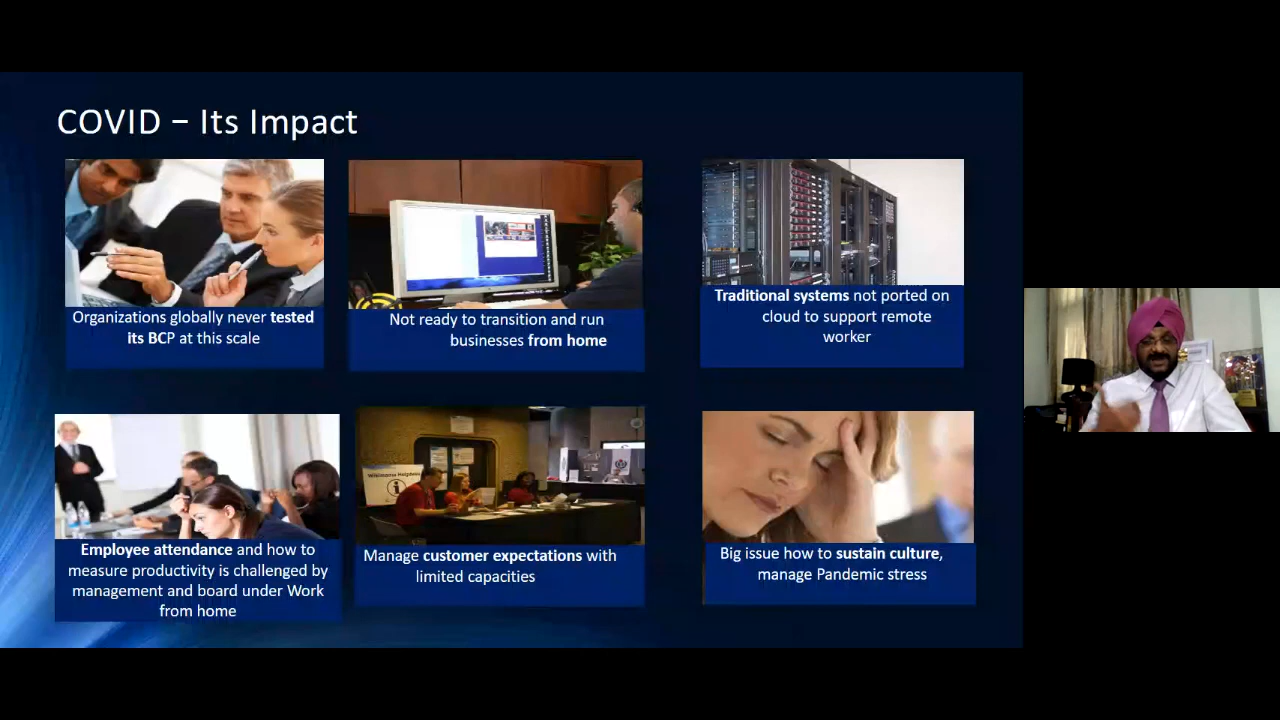 COVID – Its Impact
Organizations globally never tested
its BCP at this scale
Not ready to transition and run
businesses from home
Traditional systems not ported on
cloud to support remote
worker
Employee attendance and how to
measure productivity is challenged by
management and board under Work
from home
Wikimania Helpdesk
Manage customer expectations with
limited capacities
Big issue how to sustain culture,
manage Pandemic stress